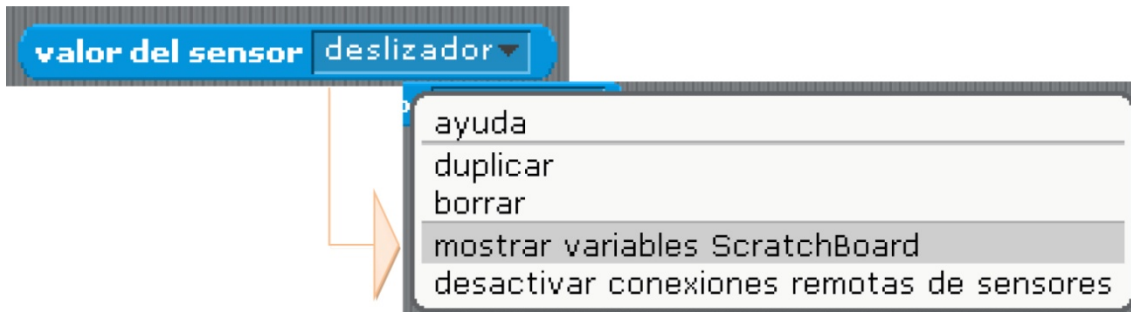 valor del sensor deslizador
ayuda
duplicar
borrar
mostrar variables ScratchBoard
desactivar conexiones remotas de sensores